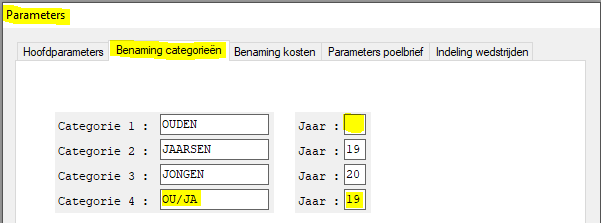 Parameters
Hoofdparameters Benaming categorieën Benaming kosten Parameters poelbrief Indeling wedstrijden
Categorie 1 : OUDEN Jaar :
Categorie 2 : JAARSEN Jaar : 19
Categorie 3 : JONGEN Jaar : 20
Categorie 4 : OU/JA Jaar : 19